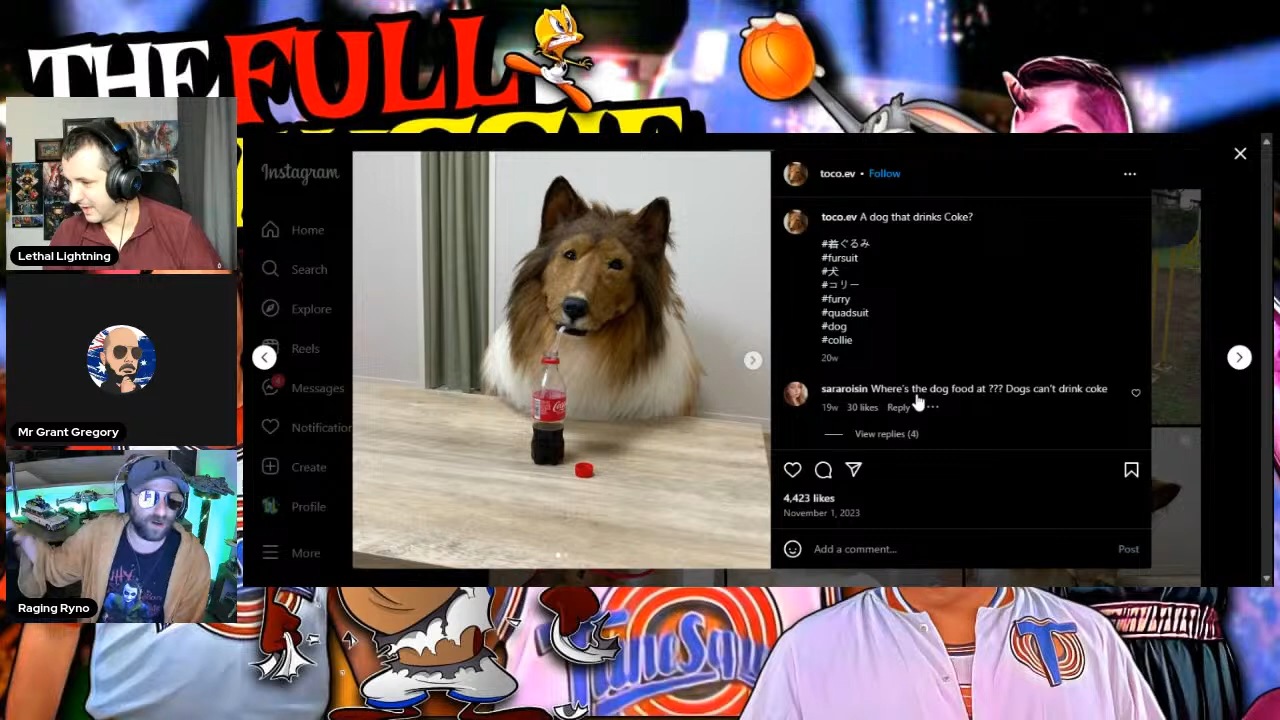 THE FULL
Lethal Lightning
Mr Grant Gregory
Raging Ryno
Instagram
Home
Search
Explore
Reels
4
Messages
Notification
Create
Profile
More
toco.ev • Follow
toco.ev A dog that drinks Coke?
#着ぐるみ
#fursuit
#犬
#コリー
#furry
#quadsuit
#dog
#collie
20w
sararoisin Where's the dog food at ??? Dogs can't drink coke
19w 30 likes Reply
View replies (4)
4,423 likes
November 1, 2023
Add a comment...
Post